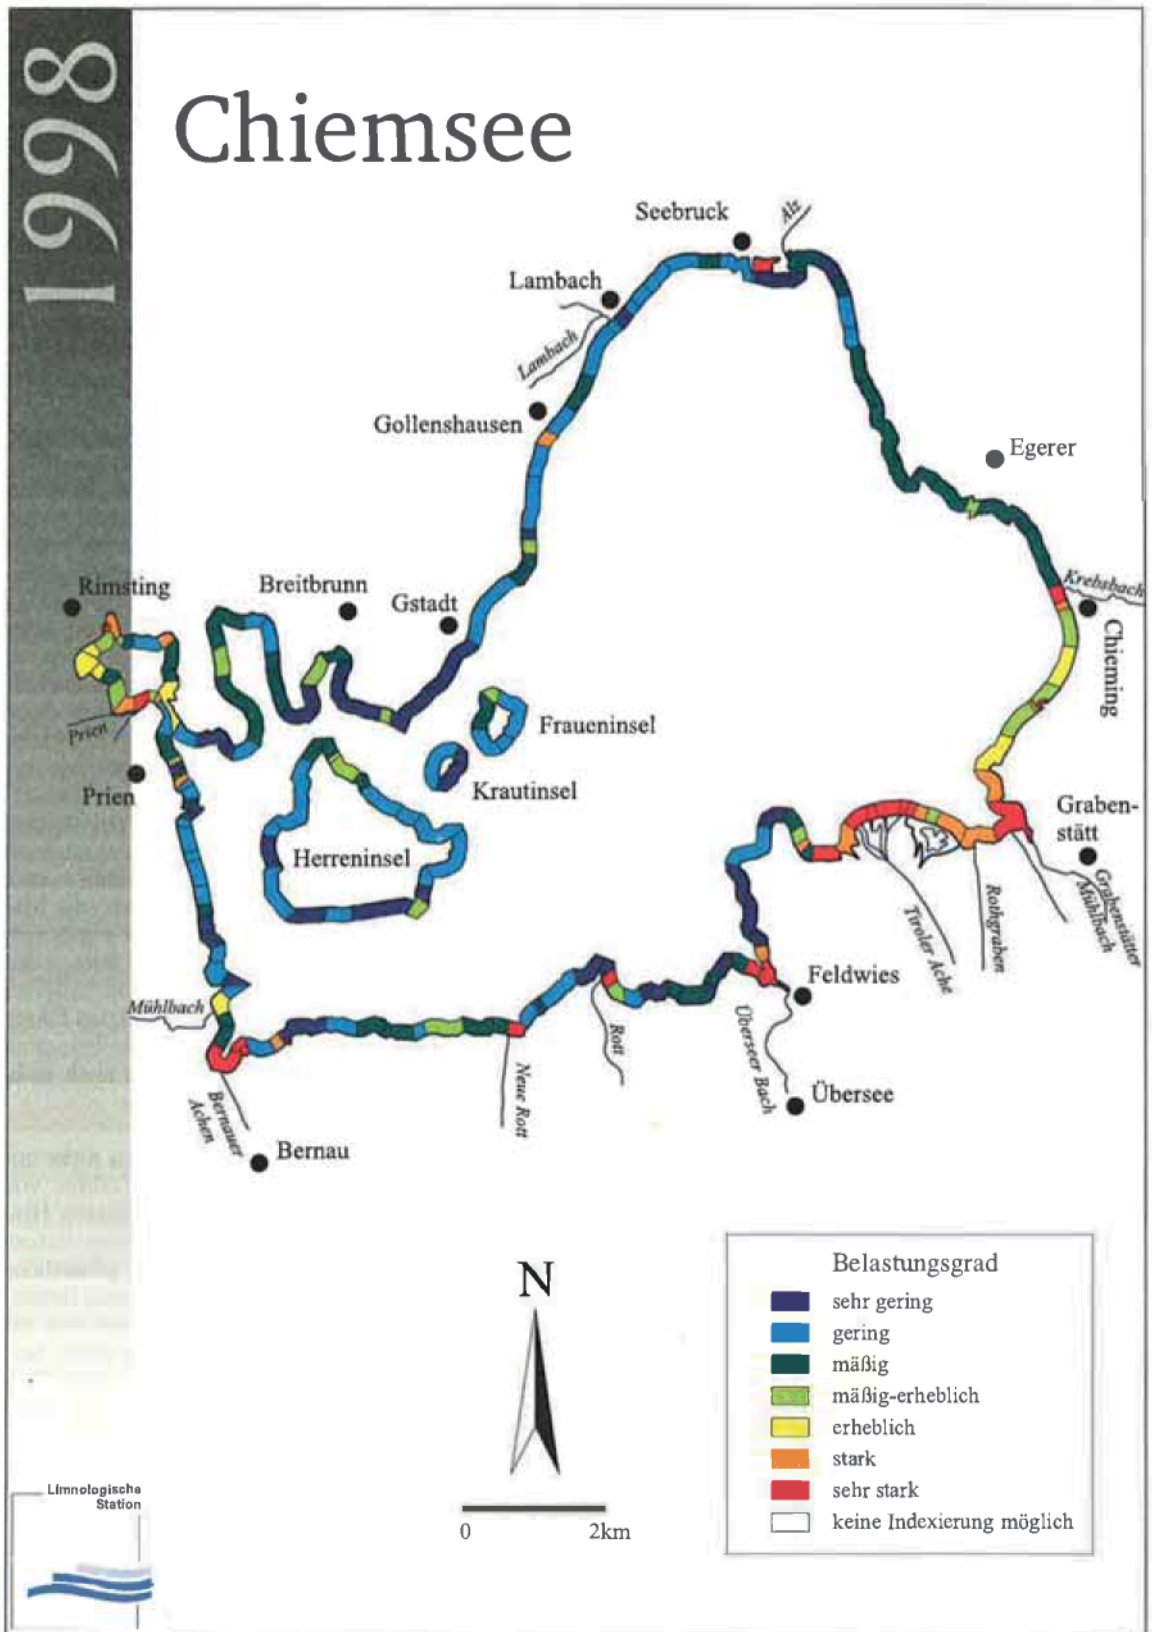 1998
Chiemsee
Seebruck
Alz
Lambach
Lambach
Gollenshausen
Egerer
Krebsbach
Chieming
Rimsting
Breitbrunn
Gstadt
Prien
Prien
Fraueninsel
Krautinsel
Herreninsel
Graben-
stätt
Grabenstätter
Mühlbach
Rothgraben
Tiroler Ache
Feldwies
Überseer Bach
Übersee
Rott
Neue Rott
Mühlbach
Bernauer
Achen
Bernau
N
0 2km
Belastungsgrad
sehr gering
gering
mäßig
mäßig-erheblich
erheblich
stark
sehr stark
keine Indexierung möglich
Limnologische
Station